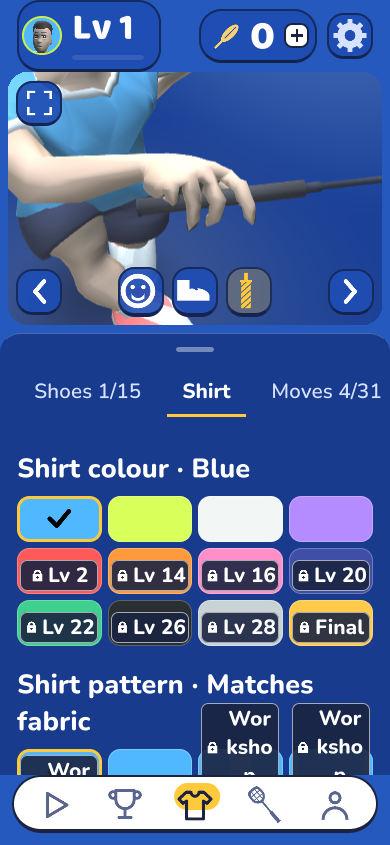 Lv 1
0
Shoes 1/15
Shirt
Moves 4/31
Shirt colour · Blue
Lv 2
Lv 14
Lv 16
Lv 20
Lv 22
Lv 26
Lv 28
Final
Shirt pattern · Matches
fabric
Wor
Wor
ksho
Wor
ksho